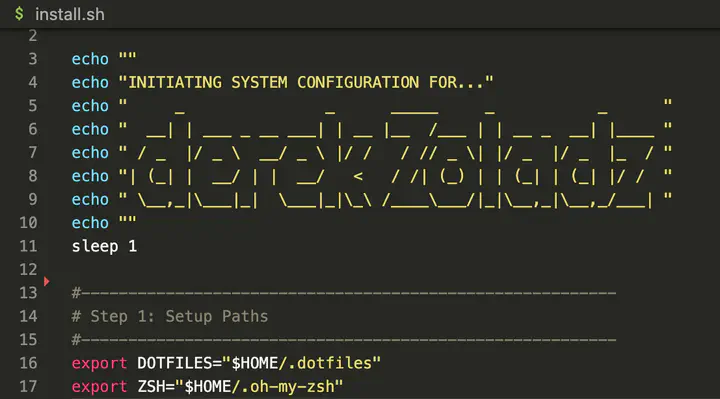 $ install.sh
2
3 echo ""
4 echo "INITIATING SYSTEM CONFIGURATION FOR..."
5 echo "     _               _      _____     _           _      "
6 echo "  __| | ___ _ __ ___| | __ |__  /___ | | __ _  __| |____ "
7 echo " / _  |/ _ \  __/ _ \ |/ /   / // _ \| |/ _  |/ _  |_  / "
8 echo "| (_| |  __/ | |  __/   <   / /| (_) | | (_| | (_| |/ /  "
9 echo " \__,_|\___|_|  \___|_|\_\ /____\___/|_|\__,_|\__,_/___| "
10 echo ""
11 sleep 1
12
13 #---------------------------------------------------------
14 # Step 1: Setup Paths
15 #---------------------------------------------------------
16 export DOTFILES="$HOME/.dotfiles"
17 export ZSH="$HOME/.oh-my-zsh"